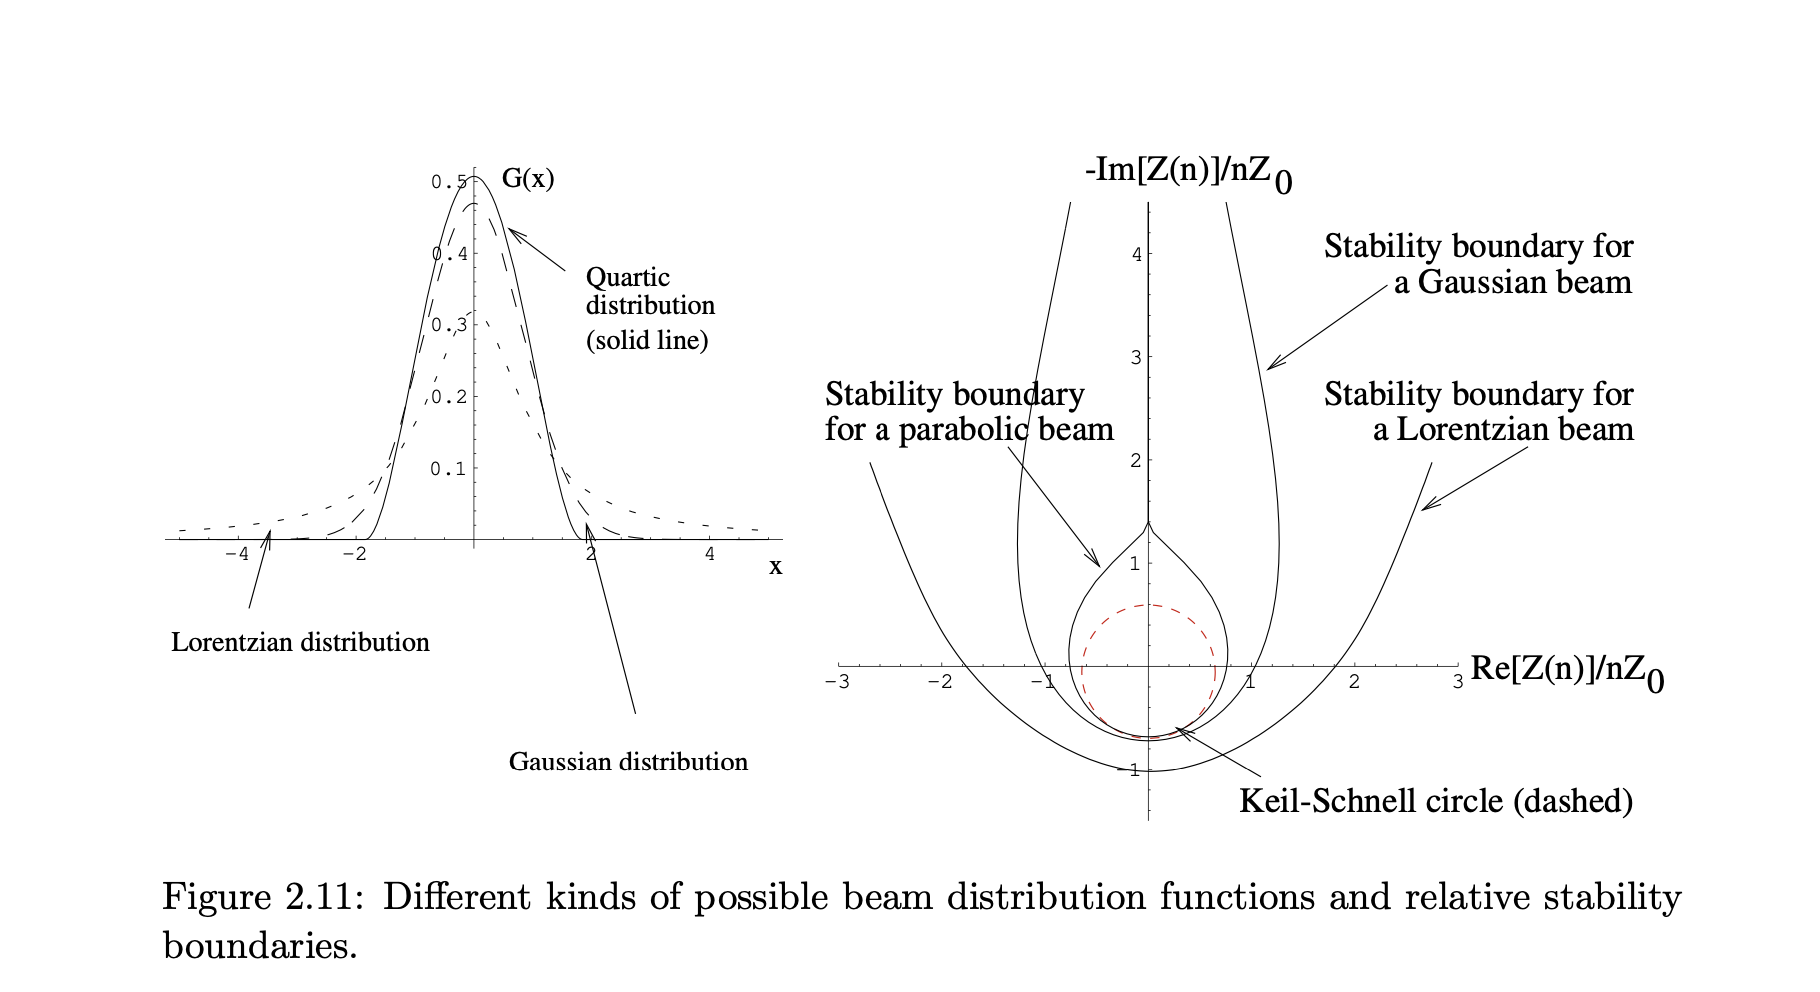 G(x)
0.5
0.4
0.3
0.2
0.1
-4
-2
2
4
x
Quartic
distribution
(solid line)
Lorentzian distribution
Gaussian distribution
-Im[Z(n)]/nZ0
4
3
2
1
-1
-3
-2
-1
1
2
3
Re[Z(n)]/nZ0
Stability boundary for
a Gaussian beam
Stability boundary
for a parabolic beam
Stability boundary for
a Lorentzian beam
Keil-Schnell circle (dashed)
Figure 2.11: Different kinds of possible beam distribution functions and relative stability
boundaries.